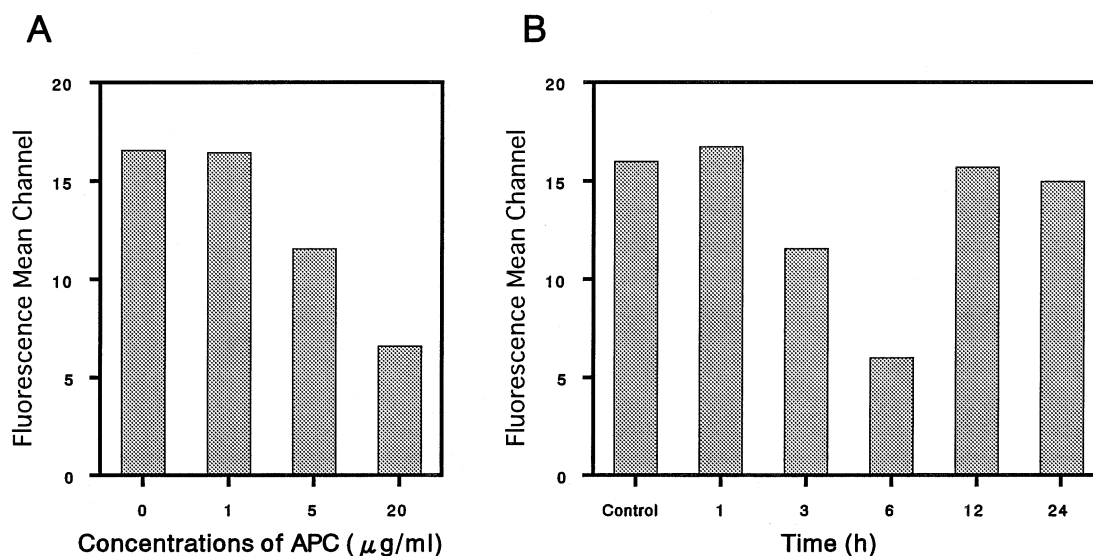 A
Fluorescence Mean Channel
20
15
10
5
0
0 1 5 20
Concentrations of APC ( μg/ml)
B
Fluorescence Mean Channel
20
15
10
5
0
Control 1 3 6 12 24
Time (h)